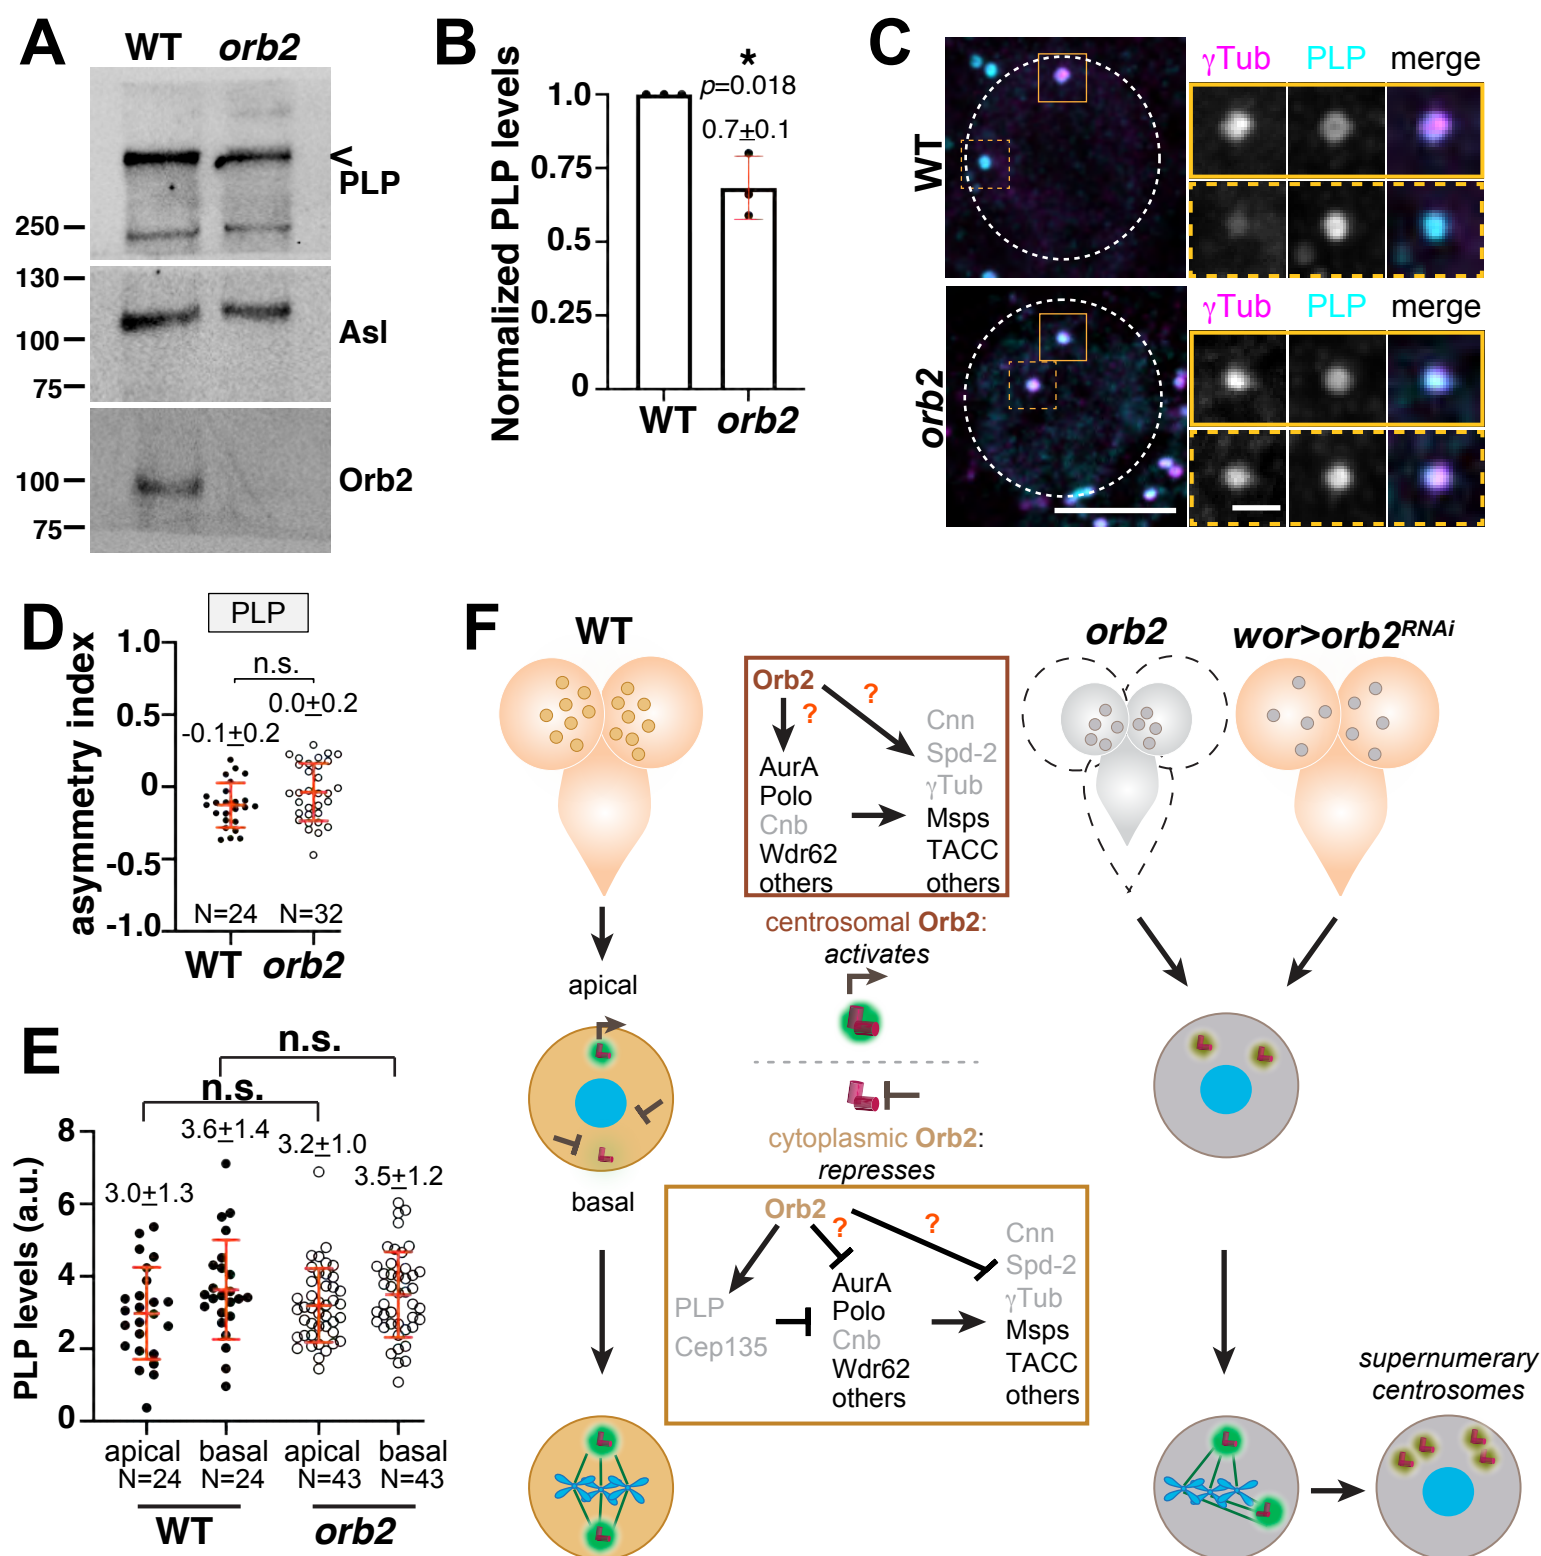 A
WT orb2
< PLP
250
130
100
75
Asl
100
75
Orb2
B
Normalized PLP levels
*
p=0.018
0.7±0.1
1.0
0.75
0.5
0.25
0
WT orb2
C
WT
γTub PLP merge
orb2
γTub PLP merge
D
PLP
asymmetry index
n.s.
-0.1±0.2
0.0±0.2
1.0
0.5
0
-0.5
-1.0
N=24 N=32
WT orb2
E
n.s.
n.s.
PLP levels (a.u.)
3.0±1.3
3.6±1.4
3.2±1.0
3.5±1.2
8
6
4
2
0
apical basal apical basal
N=24 N=24 N=43 N=43
WT orb2
F
WT
apical
basal
Orb2
?
?
AurA
Polo
Cnb
Wdr62
others
Cnn
Spd-2
γTub
Msps
TACC
others
centrosomal Orb2:
activates
cytoplasmic Orb2:
represses
Orb2
?
?
PLP
Cep135
AurA
Polo
Cnb
Wdr62
others
Cnn
Spd-2
γTub
Msps
TACC
others
orb2 wor>orb2RNAi
supernumerary
centrosomes